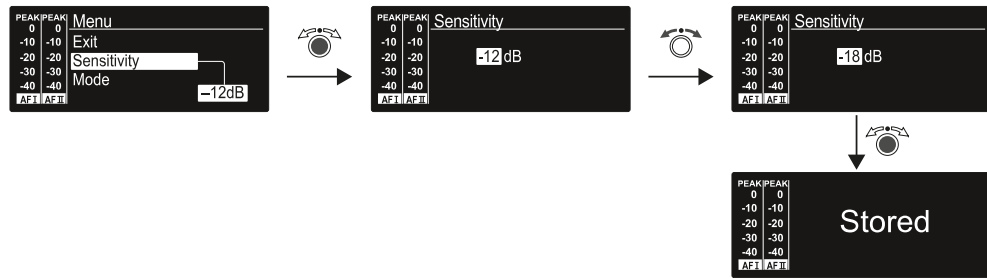 PEAK PEAK Menu
0 0
-10 -10 Exit
-20 -20 Sensitivity
-30 -30 Mode
-40 -40 –12dB
AF I AF II
PEAK PEAK Sensitivity
0 0
-10 -10 -12 dB
-20 -20
-30 -30
-40 -40
AF I AF II
PEAK PEAK Sensitivity
0 0
-10 -10 -18 dB
-20 -20
-30 -30
-40 -40
AF I AF II
PEAK PEAK
0 0
-10 -10 Stored
-20 -20
-30 -30
-40 -40
AF I AF II